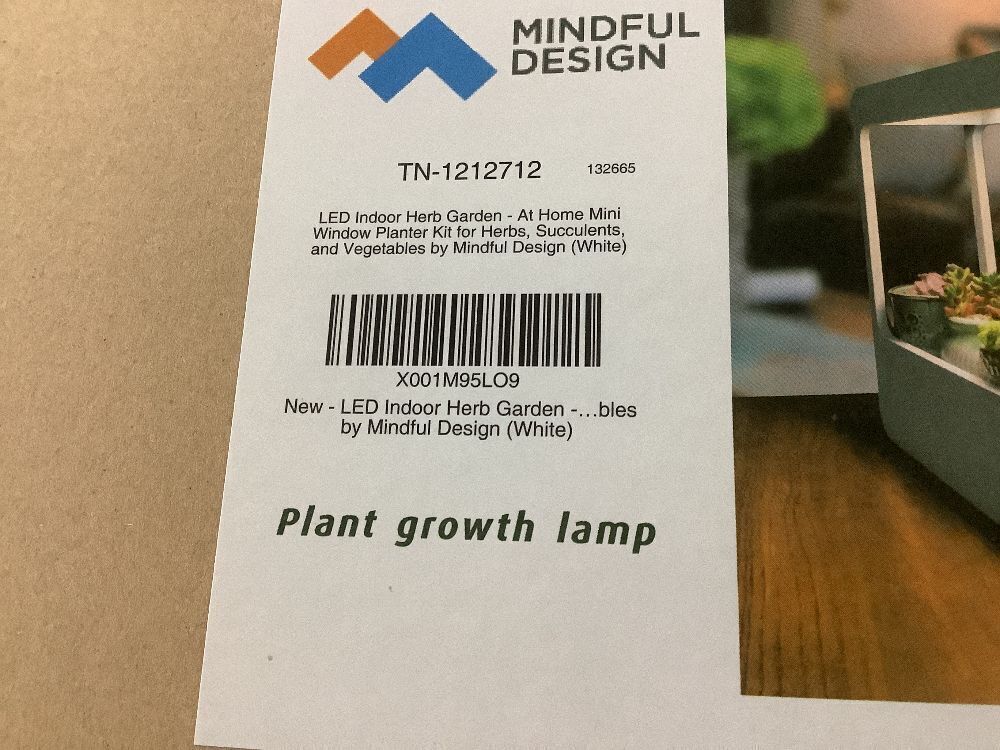 MINDFUL
DESIGN
TN-1212712 132665
LED Indoor Herb Garden - At Home Mini
Window Planter Kit for Herbs, Succulents,
and Vegetables by Mindful Design (White)
X001M95LO9
New - LED Indoor Herb Garden -...bles
by Mindful Design (White)
Plant growth lamp